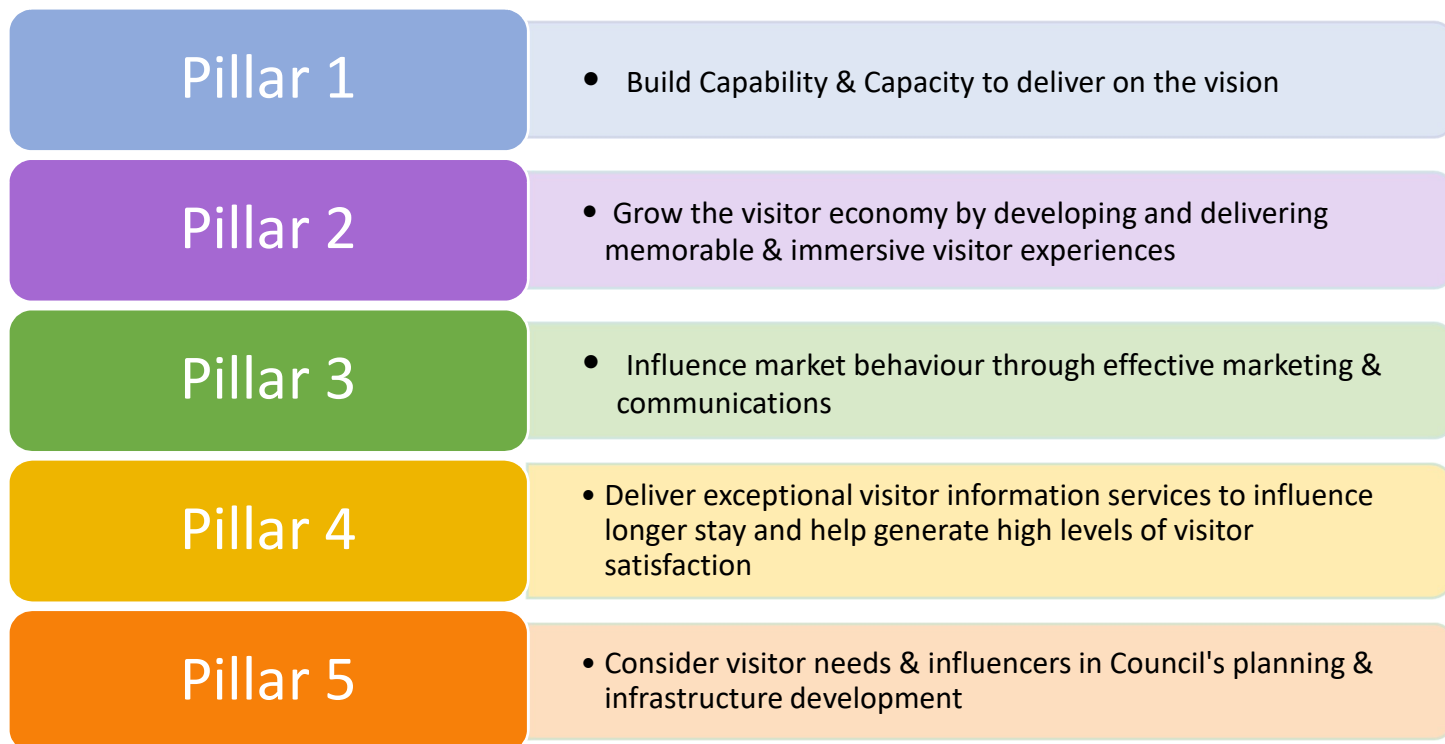 Pillar 1
• Build Capability & Capacity to deliver on the vision
Pillar 2
• Grow the visitor economy by developing and delivering
memorable & immersive visitor experiences
Pillar 3
• Influence market behaviour through effective marketing &
communications
Pillar 4
• Deliver exceptional visitor information services to influence
longer stay and help generate high levels of visitor
satisfaction
Pillar 5
• Consider visitor needs & influencers in Council's planning &
infrastructure development